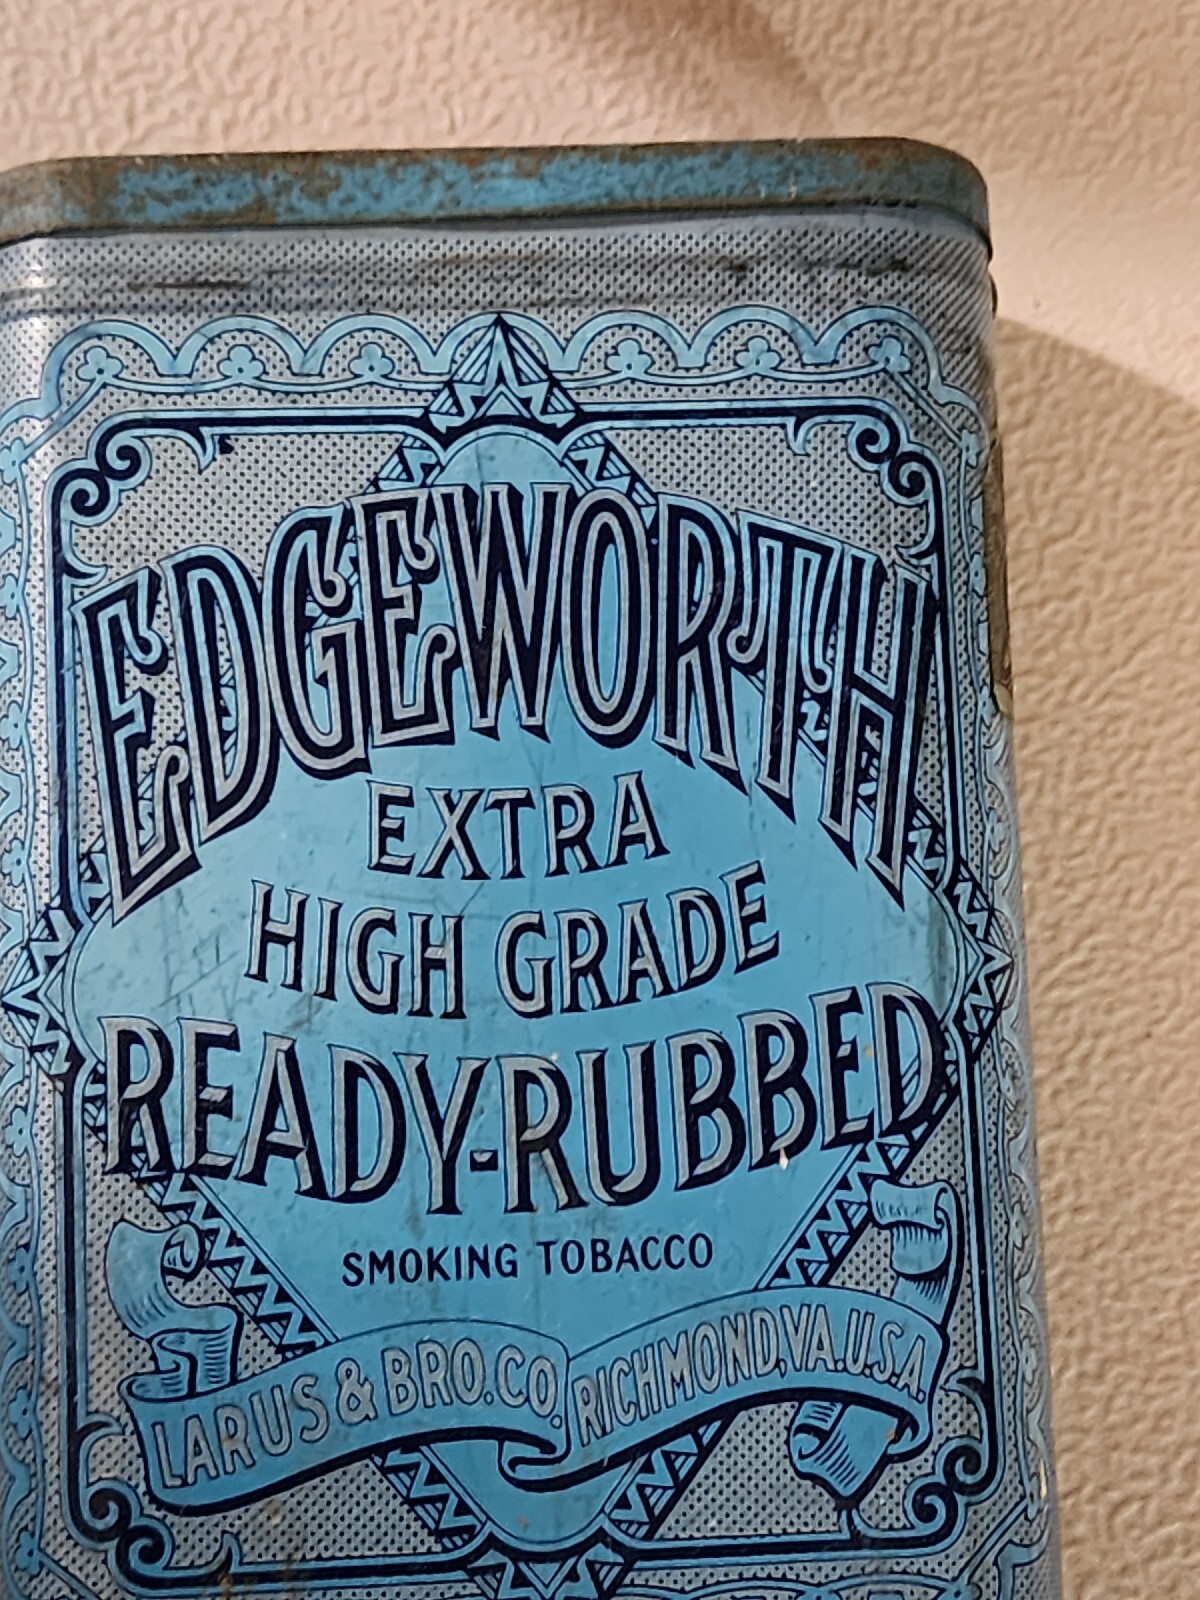 EDGEWORTH
EXTRA
HIGH GRADE
READY-RUBBED
SMOKING TOBACCO
LARUS & BRO. CO. RICHMOND, VA. U.S.A.